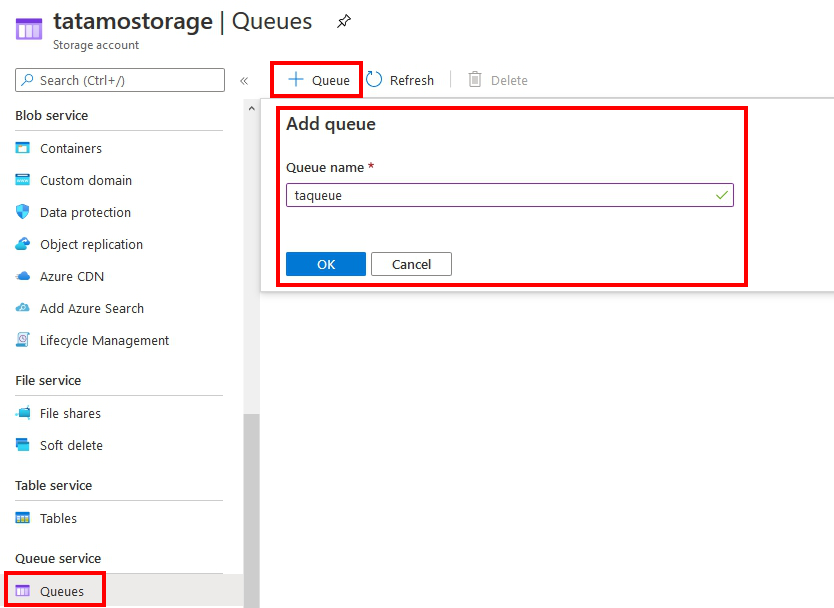 tatamostorage | Queues
Storage account
Search (Ctrl+/)
«
Queue
Refresh
Delete
Blob service
Containers
Custom domain
Data protection
Object replication
Azure CDN
Add Azure Search
Lifecycle Management
File service
File shares
Soft delete
Table service
Tables
Queue service
Queues
Add queue
Queue name *
taqueue
OK
Cancel